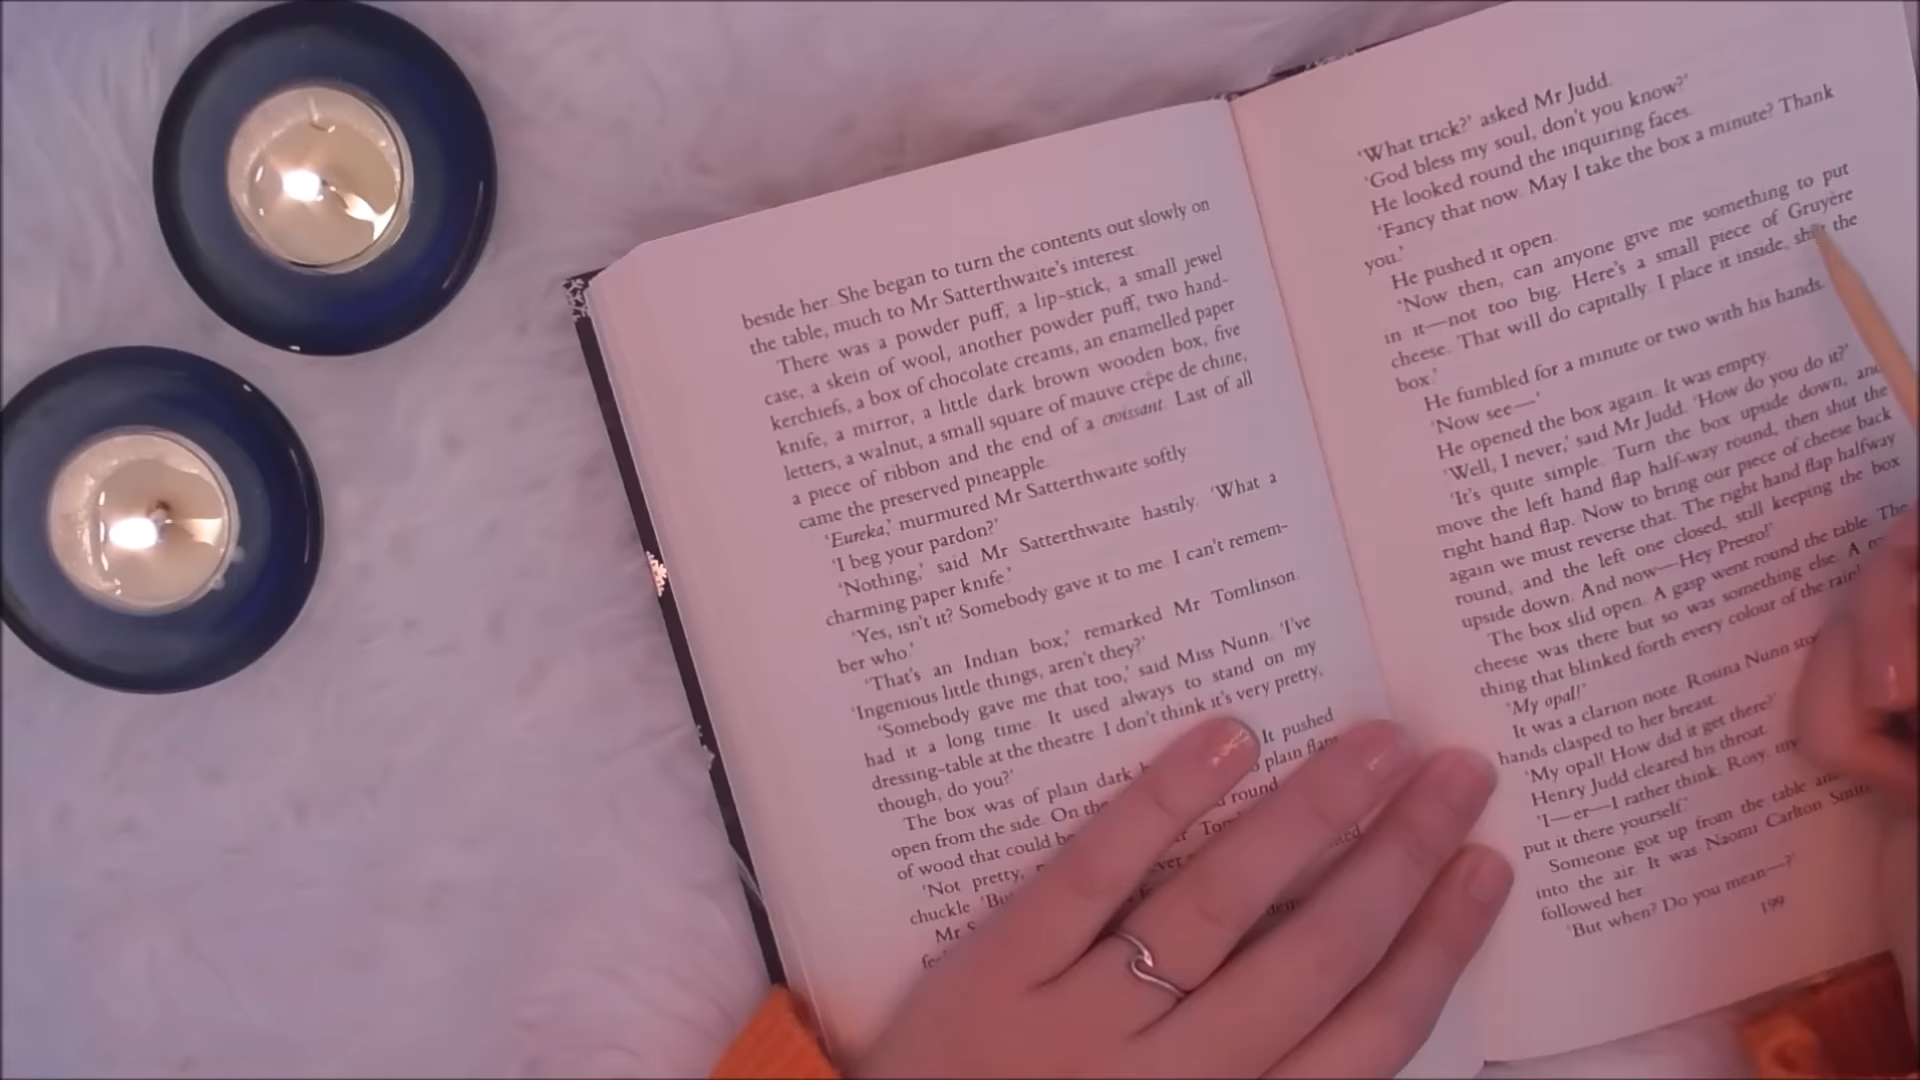 beside her. She began to turn the contents out slowly on
the table, much to Mr Satterthwaite's interest.
There was a powder puff, a lip-stick, a small jewel
case, a skein of wool, another powder puff, two hand-
kerchiefs, a box of chocolate creams, an enamelled paper
knife, a mirror, a little dark brown wooden box, five
letters, a walnut, a small square of mauve crêpe de chine,
a piece of ribbon and the end of a croissant. Last of all
came the preserved pineapple.
'Eureka,' murmured Mr Satterthwaite softly.
'I beg your pardon?'
'Nothing,' said Mr Satterthwaite hastily. 'What a
charming paper knife.'
'Yes, isn't it? Somebody gave it to me. I can't remem-
ber who.'
'That's an Indian box,' remarked Mr Tomlinson.
'Ingenious little things, aren't they?'
'Somebody gave me that too,' said Miss Nunn. 'I've
had it a long time. It used always to stand on my
dressing-table at the theatre. I don't think it's very pretty,
though, do you?'
The box was of plain dark It pushed
open from the side. On the plain flaps
of wood that could be round
'Not pretty,
chuckle. 'But
Mr
'What trick?' asked Mr Judd.
'God bless my soul, don't you know?'
He looked round the inquiring faces.
'Fancy that now. May I take the box a minute? Thank
you.'
He pushed it open.
'Now then, can anyone give me something to put
in it—not too big. Here's a small piece of Gruyère
cheese. That will do capitally. I place it inside, shut the
box.'
He fumbled for a minute or two with his hands.
'Now see—'
He opened the box again. It was empty.
'Well, I never,' said Mr Judd. 'How do you do it?'
'It's quite simple. Turn the box upside down, and
move the left hand flap half-way round, then shut the
right hand flap. Now to bring our piece of cheese back
again we must reverse that. The right hand flap halfway
round, and the left one closed, still keeping the box
upside down. And now—Hey Presto!'
The box slid open. A gasp went round the table. The
cheese was there but so was something else. A
thing that blinked forth every colour of the
'My opal!'
It was a clarion note. Rosina Nunn
hands clasped to her breast.
'My opal! How did it get there?'
Henry Judd cleared his throat.
'I—er—I rather think, Rosy, my
put it there yourself.'
Someone got up from the table and
into the air. It was Naomi Carlton Smith.
followed her.
'But when? Do you mean—?'
199